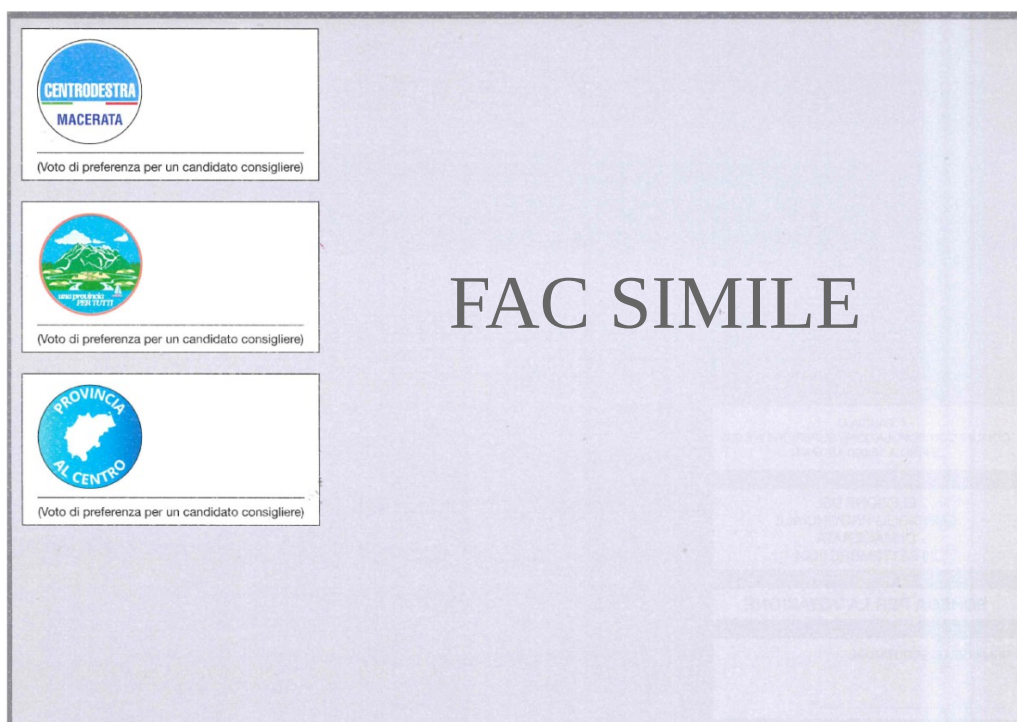 CENTRODESTRA
MACERATA
(Voto di preferenza per un candidato consigliere)
una provincia
PER TUTTI
(Voto di preferenza per un candidato consigliere)
PROVINCIA
AL CENTRO
(Voto di preferenza per un candidato consigliere)
FAC SIMILE